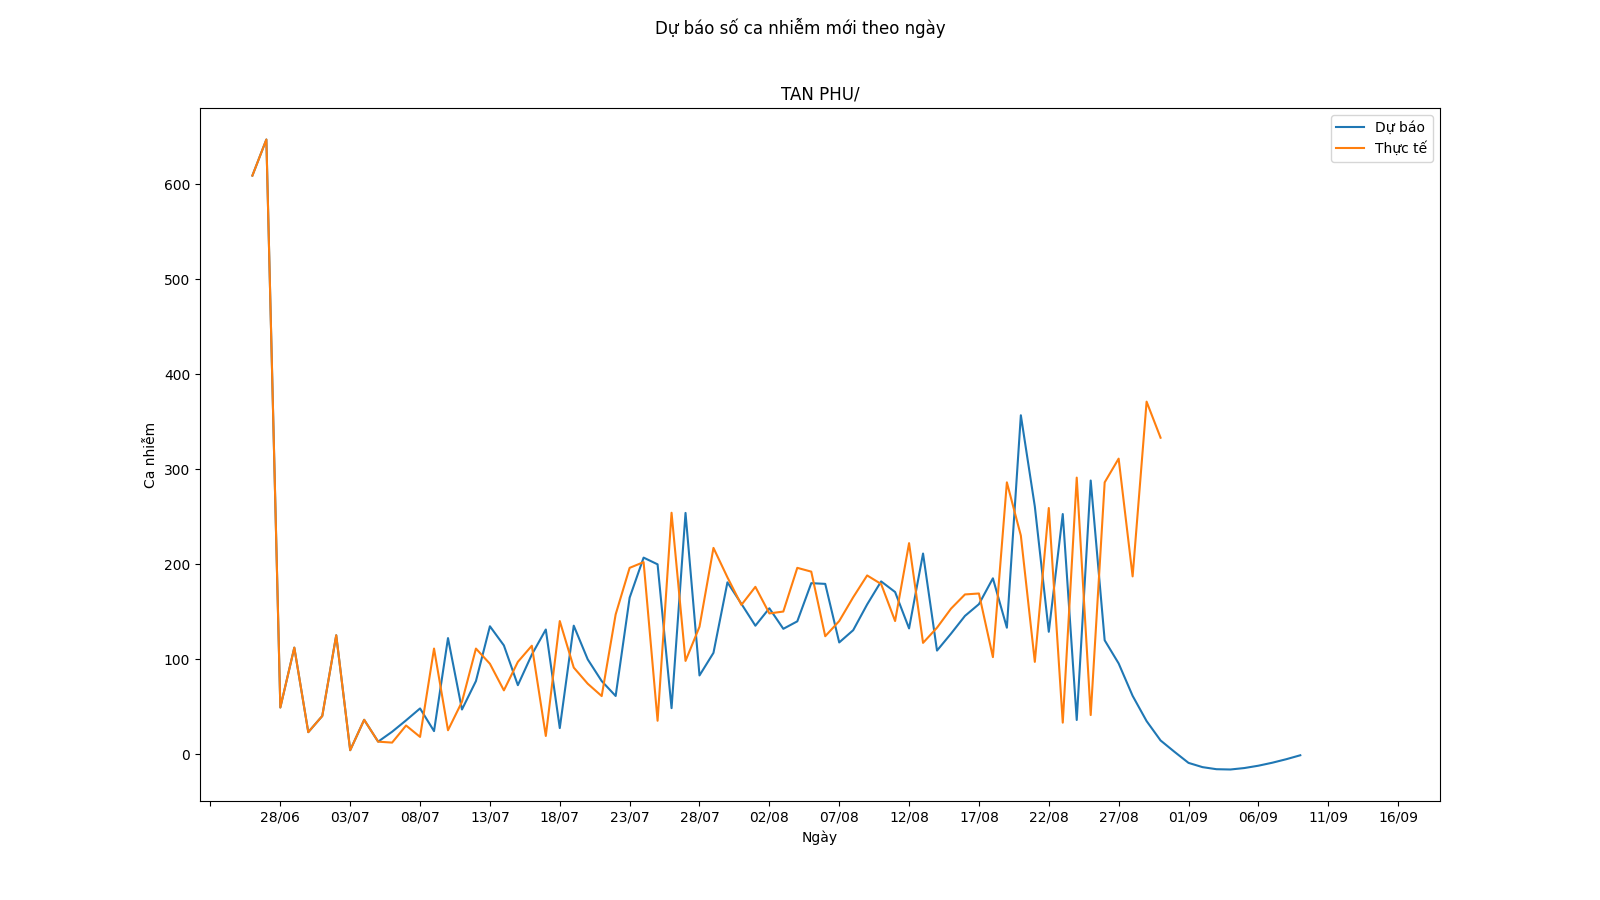 Dự báo số ca nhiễm mới theo ngày
TAN PHU/
Dự báo
Thực tế
600
500
400
300
200
100
0
Ca nhiễm
28/06 03/07 08/07 13/07 18/07 23/07 28/07 02/08 07/08 12/08 17/08 22/08 27/08 01/09 06/09 11/09 16/09
Ngày